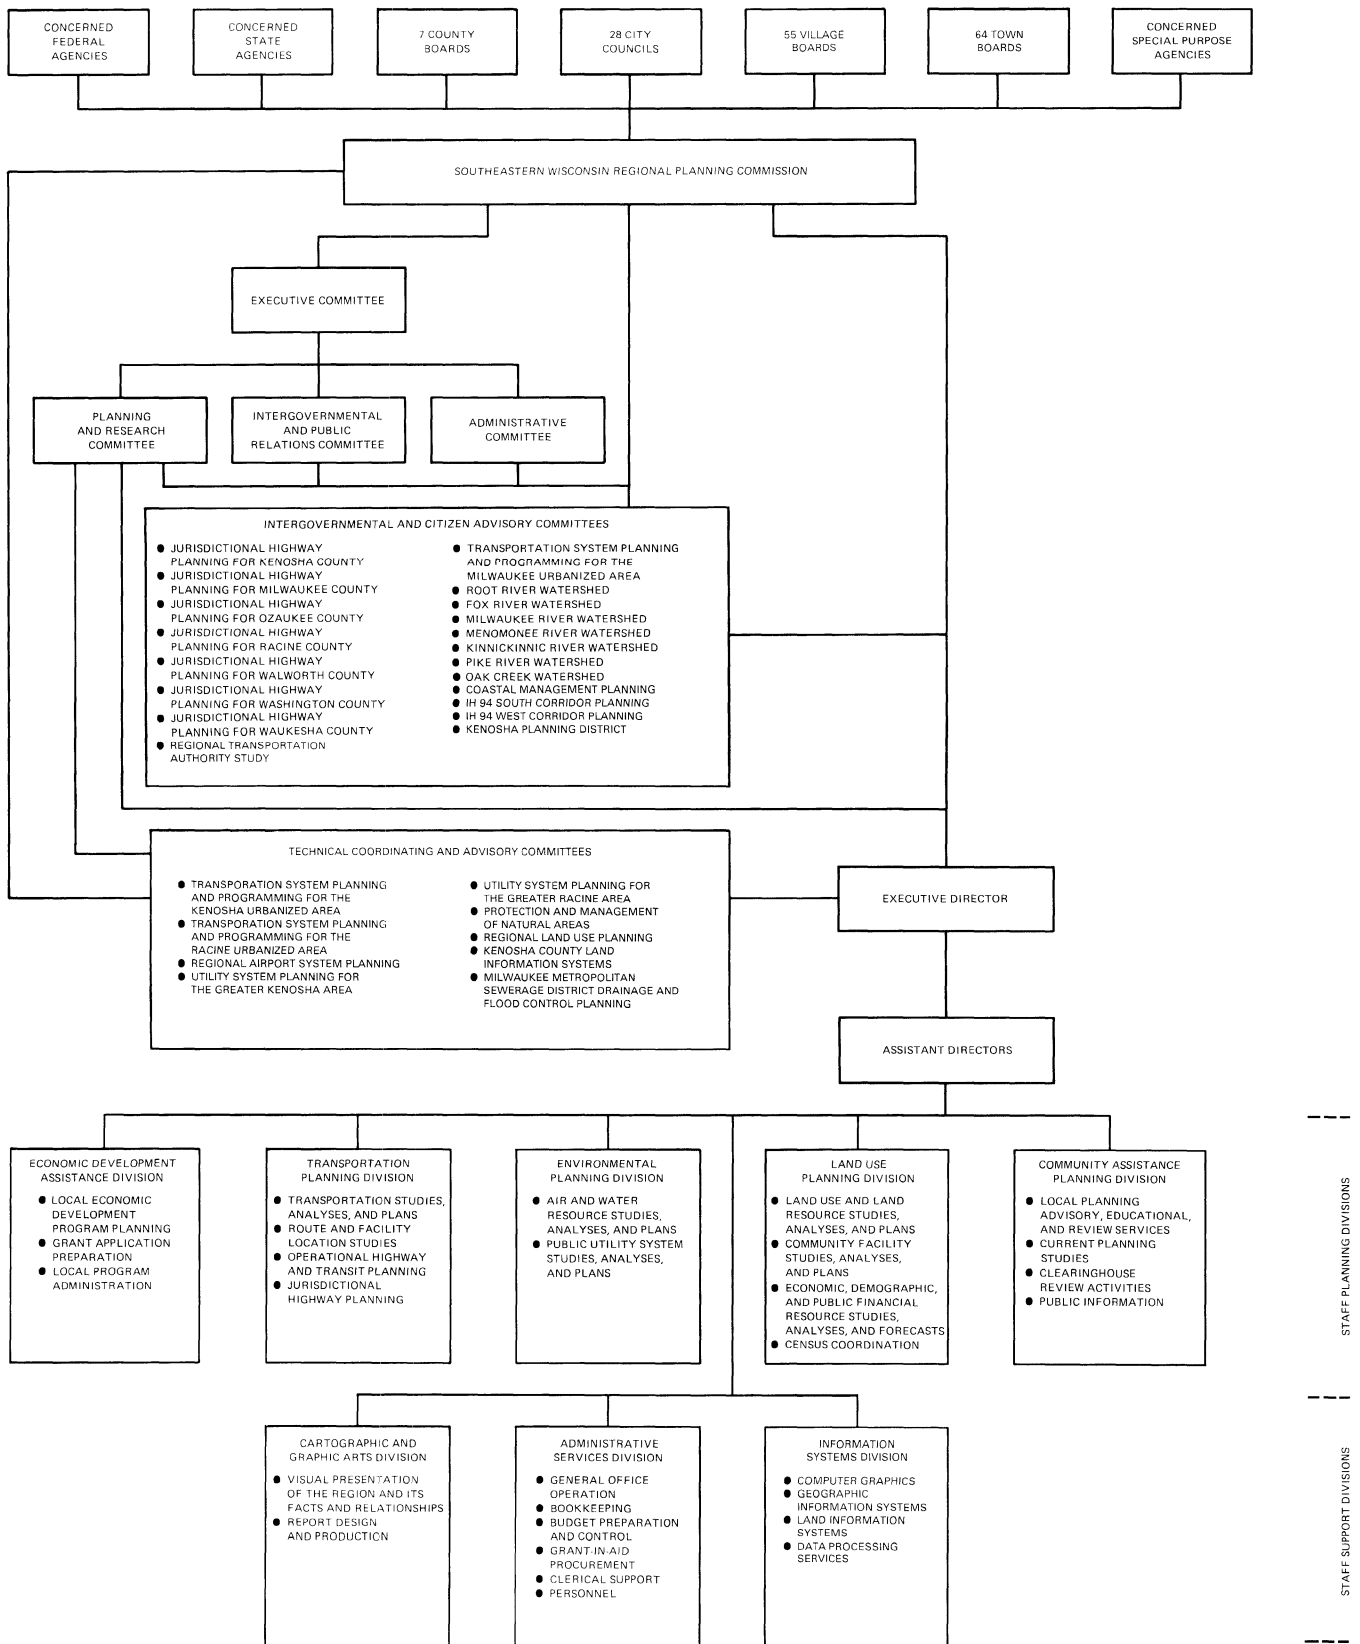 CONCERNED
FEDERAL
AGENCIES
CONCERNED
STATE
AGENCIES
7 COUNTY
BOARDS
28 CITY
COUNCILS
55 VILLAGE
BOARDS
64 TOWN
BOARDS
CONCERNED
SPECIAL PURPOSE
AGENCIES
SOUTHEASTERN WISCONSIN REGIONAL PLANNING COMMISSION
EXECUTIVE COMMITTEE
PLANNING
AND RESEARCH
COMMITTEE
INTERGOVERNMENTAL
AND PUBLIC
RELATIONS COMMITTEE
ADMINISTRATIVE
COMMITTEE
INTERGOVERNMENTAL AND CITIZEN ADVISORY COMMITTEES
● JURISDICTIONAL HIGHWAY
PLANNING FOR KENOSHA COUNTY
● JURISDICTIONAL HIGHWAY
PLANNING FOR MILWAUKEE COUNTY
● JURISDICTIONAL HIGHWAY
PLANNING FOR OZAUKEE COUNTY
● JURISDICTIONAL HIGHWAY
PLANNING FOR RACINE COUNTY
● JURISDICTIONAL HIGHWAY
PLANNING FOR WALWORTH COUNTY
● JURISDICTIONAL HIGHWAY
PLANNING FOR WASHINGTON COUNTY
● JURISDICTIONAL HIGHWAY
PLANNING FOR WAUKESHA COUNTY
● REGIONAL TRANSPORTATION
AUTHORITY STUDY
● TRANSPORTATION SYSTEM PLANNING
AND PROGRAMMING FOR THE
MILWAUKEE URBANIZED AREA
● ROOT RIVER WATERSHED
● FOX RIVER WATERSHED
● MILWAUKEE RIVER WATERSHED
● MENOMONEE RIVER WATERSHED
● KINNICKINNIC RIVER WATERSHED
● PIKE RIVER WATERSHED
● OAK CREEK WATERSHED
● COASTAL MANAGEMENT PLANNING
● IH 94 SOUTH CORRIDOR PLANNING
● IH 94 WEST CORRIDOR PLANNING
● KENOSHA PLANNING DISTRICT
TECHNICAL COORDINATING AND ADVISORY COMMITTEES
● TRANSPORATION SYSTEM PLANNING
AND PROGRAMMING FOR THE
KENOSHA URBANIZED AREA
● TRANSPORATION SYSTEM PLANNING
AND PROGRAMMING FOR THE
RACINE URBANIZED AREA
● REGIONAL AIRPORT SYSTEM PLANNING
● UTILITY SYSTEM PLANNING FOR
THE GREATER KENOSHA AREA
● UTILITY SYSTEM PLANNING FOR
THE GREATER RACINE AREA
● PROTECTION AND MANAGEMENT
OF NATURAL AREAS
● REGIONAL LAND USE PLANNING
● KENOSHA COUNTY LAND
INFORMATION SYSTEMS
● MILWAUKEE METROPOLITAN
SEWERAGE DISTRICT DRAINAGE AND
FLOOD CONTROL PLANNING
EXECUTIVE DIRECTOR
ASSISTANT DIRECTORS
ECONOMIC DEVELOPMENT
ASSISTANCE DIVISION
● LOCAL ECONOMIC
DEVELOPMENT
PROGRAM PLANNING
● GRANT APPLICATION
PREPARATION
● LOCAL PROGRAM
ADMINISTRATION
TRANSPORTATION
PLANNING DIVISION
● TRANSPORTATION STUDIES,
ANALYSES, AND PLANS
● ROUTE AND FACILITY
LOCATION STUDIES
● OPERATIONAL HIGHWAY
AND TRANSIT PLANNING
● JURISDICTIONAL
HIGHWAY PLANNING
ENVIRONMENTAL
PLANNING DIVISION
● AIR AND WATER
RESOURCE STUDIES,
ANALYSES, AND PLANS
● PUBLIC UTILITY SYSTEM
STUDIES, ANALYSES,
AND PLANS
LAND USE
PLANNING DIVISION
● LAND USE AND LAND
RESOURCE STUDIES,
ANALYSES, AND PLANS
● COMMUNITY FACILITY
STUDIES, ANALYSES,
AND PLANS
● ECONOMIC, DEMOGRAPHIC,
AND PUBLIC FINANCIAL
RESOURCE STUDIES,
ANALYSES, AND FORECASTS
● CENSUS COORDINATION
COMMUNITY ASSISTANCE
PLANNING DIVISION
● LOCAL PLANNING
ADVISORY, EDUCATIONAL,
AND REVIEW SERVICES
● CURRENT PLANNING
STUDIES
● CLEARINGHOUSE
REVIEW ACTIVITIES
● PUBLIC INFORMATION
STAFF PLANNING DIVISIONS
CARTOGRAPHIC AND
GRAPHIC ARTS DIVISION
● VISUAL PRESENTATION
OF THE REGION AND ITS
FACTS AND RELATIONSHIPS
● REPORT DESIGN
AND PRODUCTION
ADMINISTRATIVE
SERVICES DIVISION
● GENERAL OFFICE
OPERATION
● BOOKKEEPING
● BUDGET PREPARATION
AND CONTROL
● GRANT-IN-AID
PROCUREMENT
● CLERICAL SUPPORT
● PERSONNEL
INFORMATION
SYSTEMS DIVISION
● COMPUTER GRAPHICS
● GEOGRAPHIC
INFORMATION SYSTEMS
● LAND INFORMATION
SYSTEMS
● DATA PROCESSING
SERVICES
STAFF SUPPORT DIVISIONS